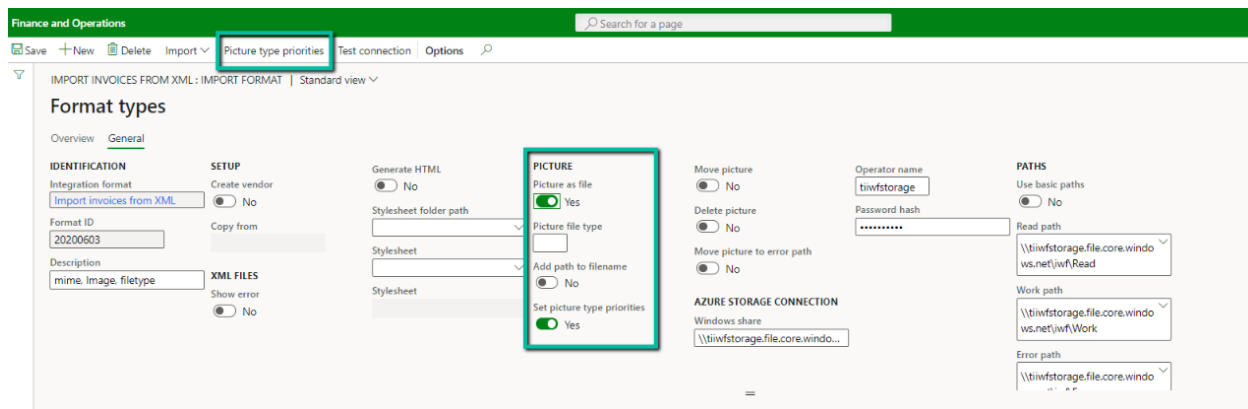 Finance and Operations
Search for a page
Save New Delete Import Picture type priorities Test connection Options
IMPORT INVOICES FROM XML : IMPORT FORMAT | Standard view
Format types
Overview General
IDENTIFICATION
Integration format
Import invoices from XML
Format ID
20200603
Description
mime, Image, filetype
SETUP
Create vendor
No
Copy from
XML FILES
Show error
No
Generate HTML
No
Stylesheet folder path
Stylesheet
Stylesheet
PICTURE
Picture as file
Yes
Picture file type
Add path to filename
No
Set picture type priorities
Yes
Move picture
No
Delete picture
No
Move picture to error path
No
AZURE STORAGE CONNECTION
Windows share
\\tiiwfstorage.file.core.windo...
Operator name
tiiwfstorage
Password hash
••••••••••
PATHS
Use basic paths
No
Read path
\\tiiwfstorage.file.core.windo
ws.net\iwf\Read
Work path
\\tiiwfstorage.file.core.windo
ws.net\iwf\Work
Error path
\\tiiwfstorage.file.core.windo